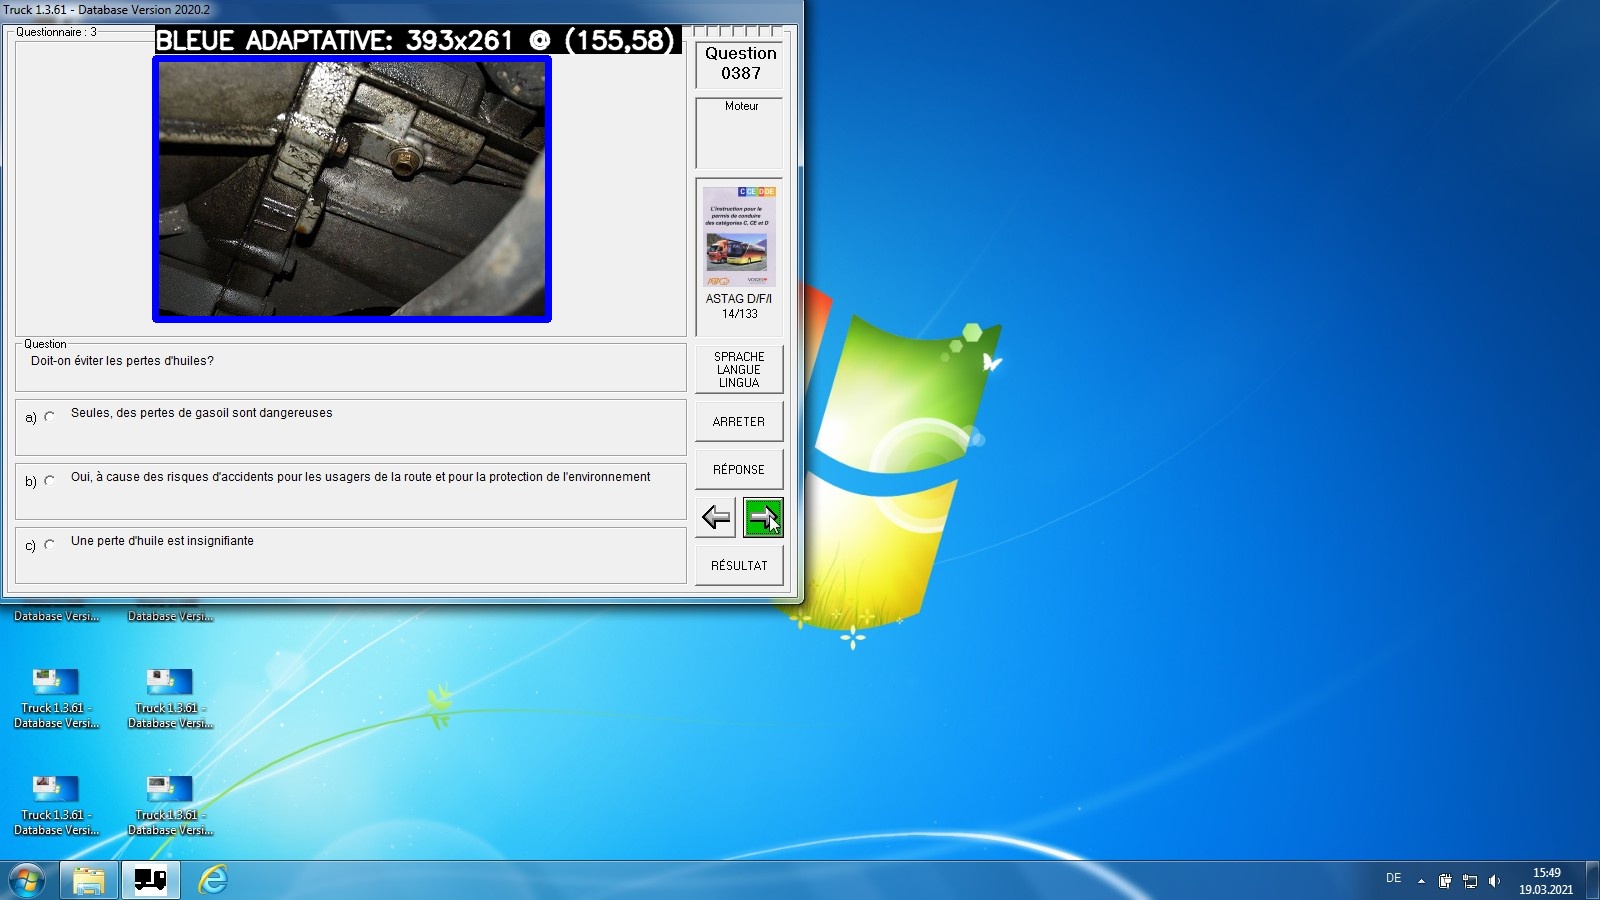 Truck 1.3.61 - Database Version 2020.2
Questionnaire : 3
BLEUE ADAPTATIVE: 393x261 @ (155,58)
Question
0387
Moteur
C CE D DE
L'instruction pour le
permis de conduire
des catégories C, CE et D
ASTAG D/F/I
14/133
Question
Doit-on éviter les pertes d'huiles?
SPRACHE
LANGUE
LINGUA
a)
Seules, des pertes de gasoil sont dangereuses
ARRETER
b)
Oui, à cause des risques d'accidents pour les usagers de la route et pour la protection de l'environnement
RÉPONSE
c)
Une perte d'huile est insignifiante
RÉSULTAT
Database Versi...
Database Versi...
Truck 1.3.61 -
Database Versi...
Truck 1.3.61 -
Database Versi...
Truck 1.3.61 -
Database Versi...
Truck 1.3.61 -
Database Versi...
DE
15:49
19.03.2021